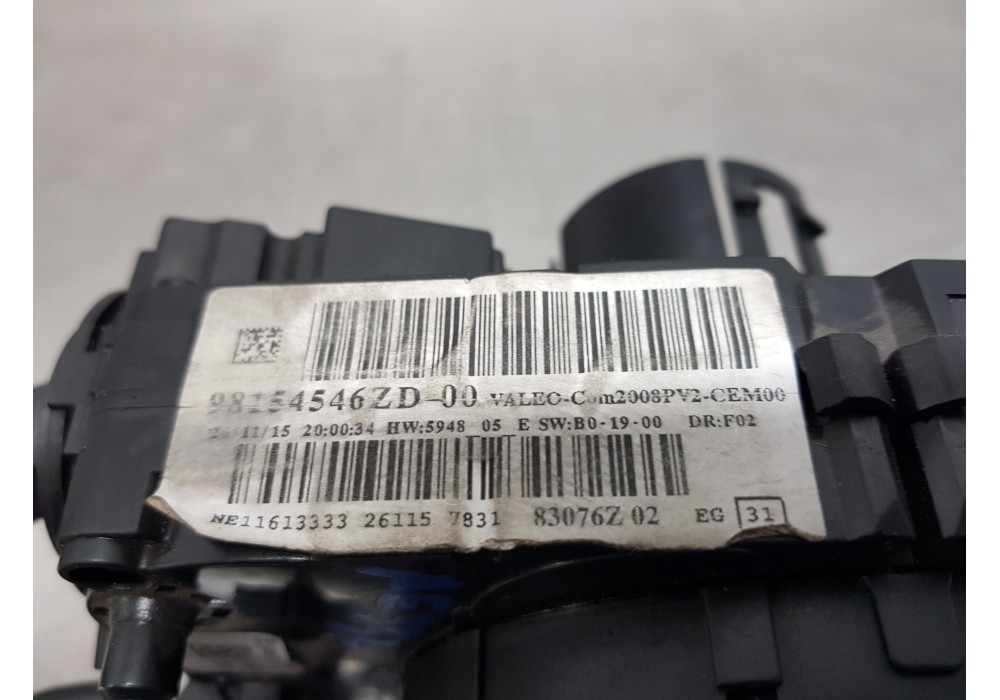 98154546ZD-00 VALEO-Com2008PV2-CEM00
26/11/15 20:00:34 HW:5948 05 E SW:B0-19-00 DR:F02
NE11613333 26115 7831 83076Z 02 EG 31